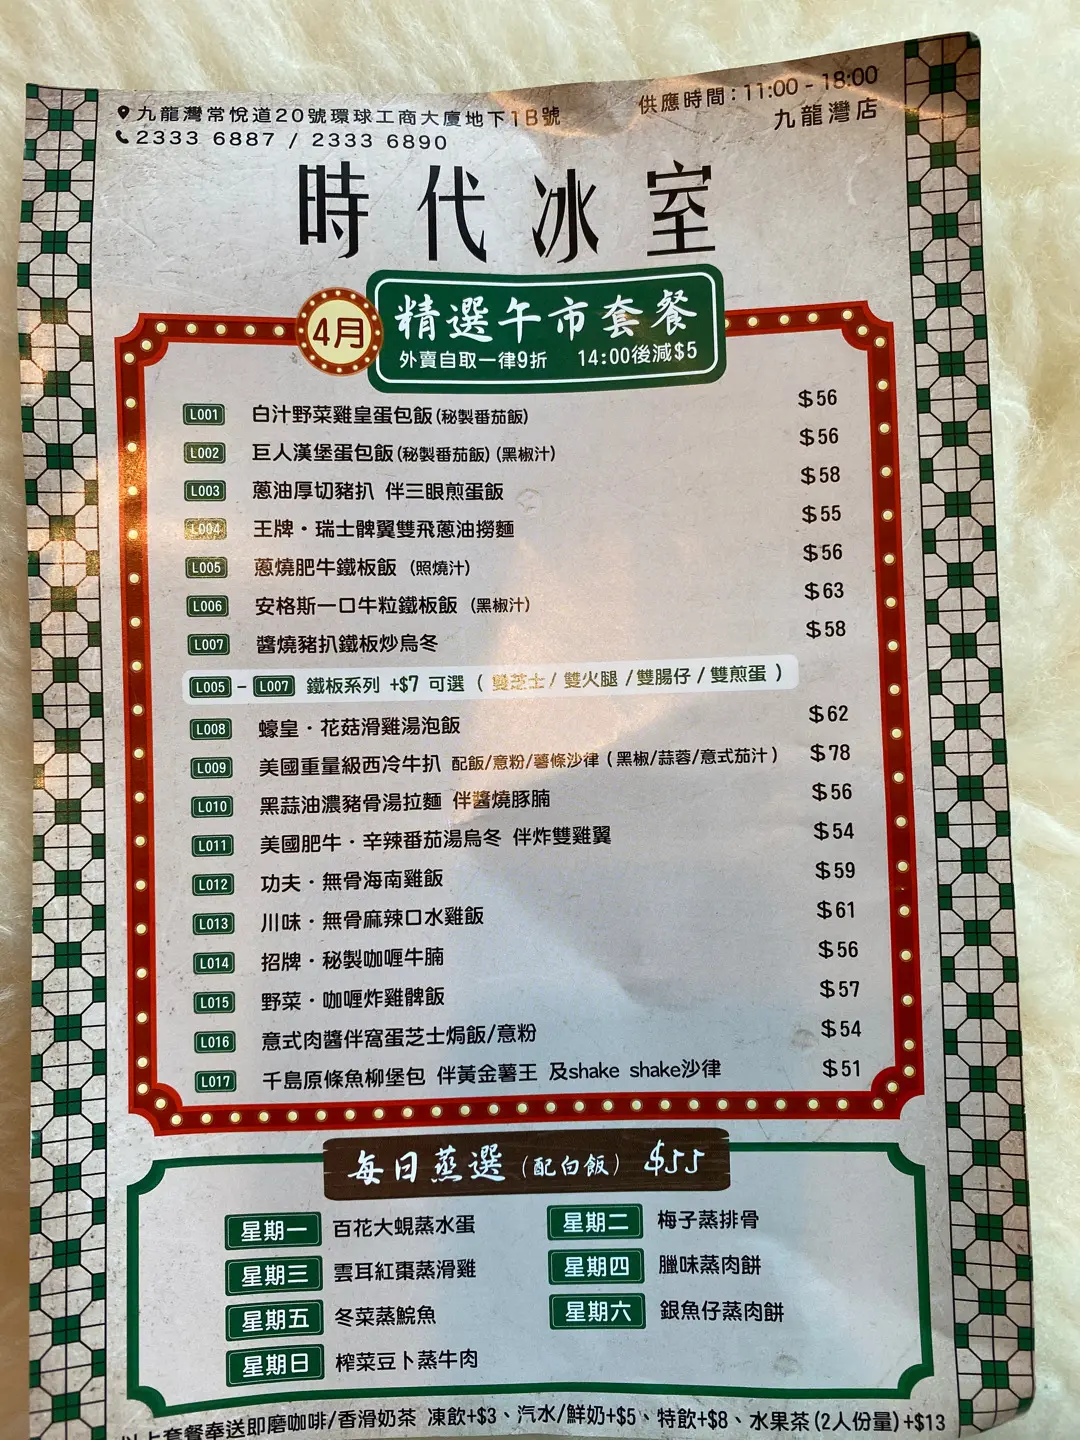 九龍灣常悅道20號環球工商大廈地下1B號
2333 6887 / 2333 6890
供應時間：11:00 - 18:00
九龍灣店
時代冰室
4月
精選午市套餐
外賣自取一律9折 14:00後減$5
L001 白汁野菜雞皇蛋包飯(秘製番茄飯) $56
L002 巨人漢堡蛋包飯(秘製番茄飯)(黑椒汁) $56
L003 蔥油厚切豬扒 伴三眼煎蛋飯 $58
L004 王牌・瑞士髀翼雙飛蔥油撈麵 $55
L005 蔥燒肥牛鐵板飯 (照燒汁) $56
L006 安格斯一口牛粒鐵板飯 (黑椒汁) $63
L007 醬燒豬扒鐵板炒烏冬 $58
L005 - L007 鐵板系列 +$7 可選 ( 雙芝士 / 雙火腿 / 雙腸仔 / 雙煎蛋 )
L008 蠔皇・花菇滑雞湯泡飯 $62
L009 美國重量級西冷牛扒 配飯/意粉/薯條沙律 ( 黑椒/蒜蓉/意式茄汁 ) $78
L010 黑蒜油濃豬骨湯拉麵 伴醬燒豚腩 $56
L011 美國肥牛・辛辣番茄湯烏冬 伴炸雙雞翼 $54
L012 功夫・無骨海南雞飯 $59
L013 川味・無骨麻辣口水雞飯 $61
L014 招牌・秘製咖喱牛腩 $56
L015 野菜・咖喱炸雞髀飯 $57
L016 意式肉醬伴窩蛋芝士焗飯/意粉 $54
L017 千島原條魚柳堡包 伴黃金薯王 及shake shake沙律 $51
每日蒸選 (配白飯) $55
星期一 百花大蜆蒸水蛋
星期二 梅子蒸排骨
星期三 雲耳紅棗蒸滑雞
星期四 臘味蒸肉餅
星期五 冬菜蒸鯇魚
星期六 銀魚仔蒸肉餅
星期日 榨菜豆卜蒸牛肉
以上套餐奉送即磨咖啡/香滑奶茶 凍飲+$3、汽水/鮮奶+$5、特飲+$8、水果茶(2人份量)+$13